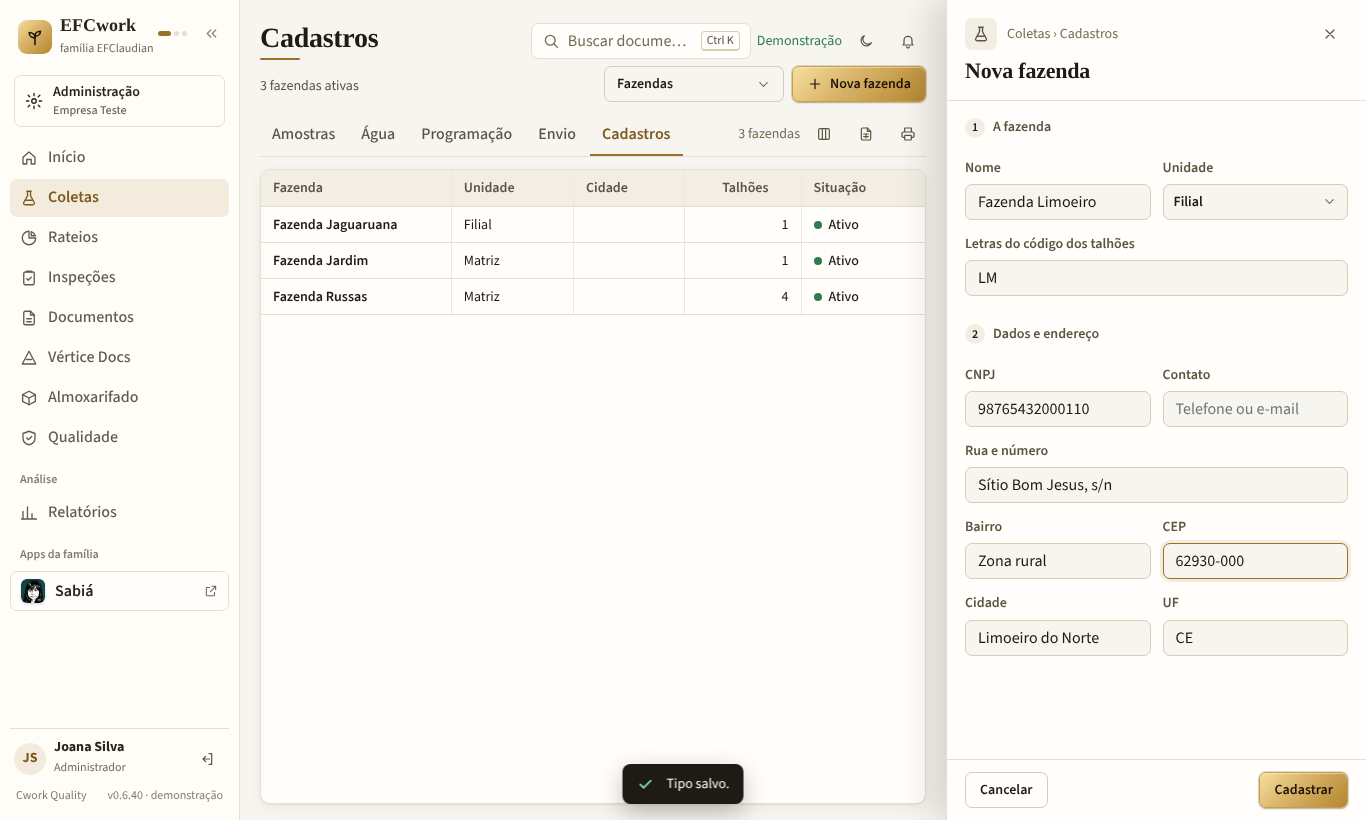 EFCwork
família EFClaudian
Administração
Empresa Teste
Início
Coletas
Rateios
Inspeções
Documentos
Vértice Docs
Almoxarifado
Qualidade
Análise
Relatórios
Apps da família
Sabiá
JS
Joana Silva
Administrador
Cwork Quality v0.6.40 · demonstração
Cadastros
Buscar docume… Ctrl K
Demonstração
3 fazendas ativas
Fazendas
Nova fazenda
Amostras Água Programação Envio Cadastros
3 fazendas
Fazenda Unidade Cidade Talhões Situação
Fazenda Jaguaruana Filial 1 Ativo
Fazenda Jardim Matriz 1 Ativo
Fazenda Russas Matriz 4 Ativo
Tipo salvo.
Coletas › Cadastros
Nova fazenda
1 A fazenda
Nome Unidade
Fazenda Limoeiro Filial
Letras do código dos talhões
LM
2 Dados e endereço
CNPJ Contato
98765432000110 Telefone ou e-mail
Rua e número
Sítio Bom Jesus, s/n
Bairro CEP
Zona rural 62930-000
Cidade UF
Limoeiro do Norte CE
Cancelar Cadastrar